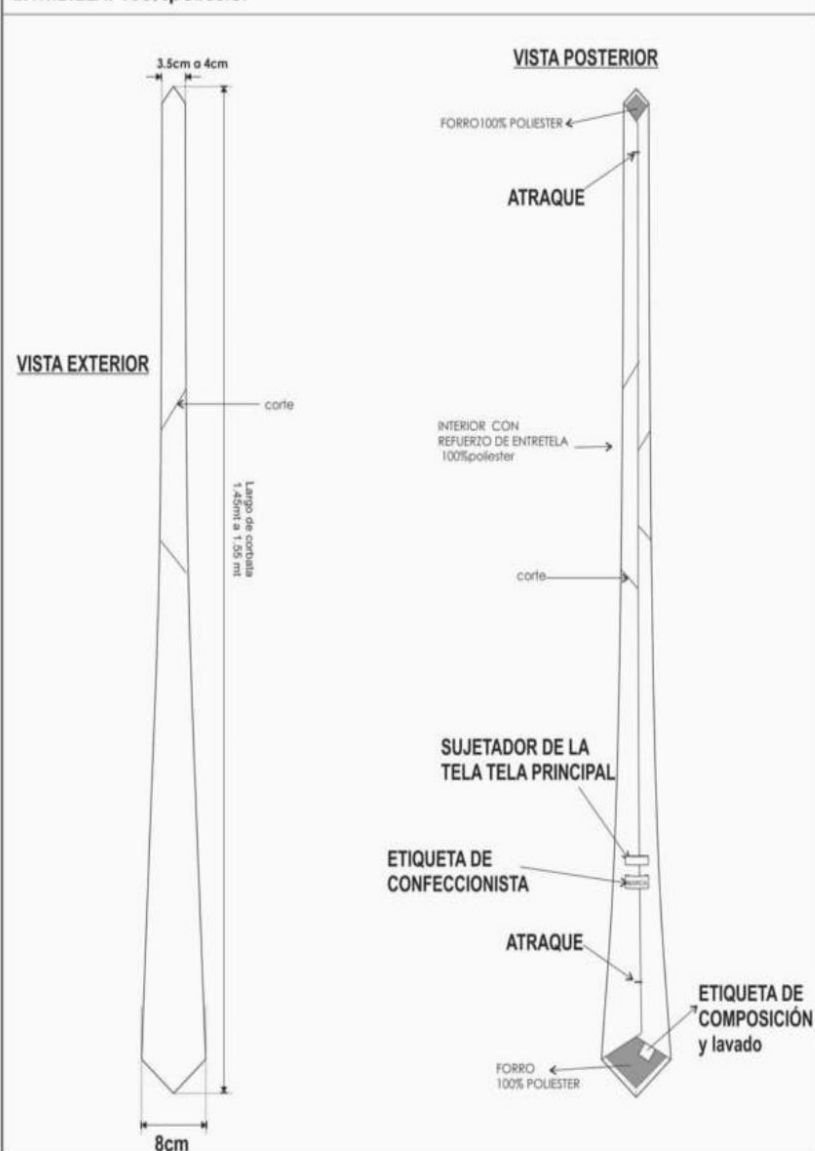 3.5cm a 4cm
VISTA EXTERIOR
corte
Largo de corbata
1.45mt a 1.55 mt
8cm
VISTA POSTERIOR
FORRO100% POLIESTER
ATRAQUE
INTERIOR CON
REFUERZO DE ENTRETELA
100%poliester
corte
SUJETADOR DE LA
TELA TELA PRINCIPAL
ETIQUETA DE
CONFECCIONISTA
ATRAQUE
ETIQUETA DE
COMPOSICIÓN
y lavado
FORRO
100% POLIESTER